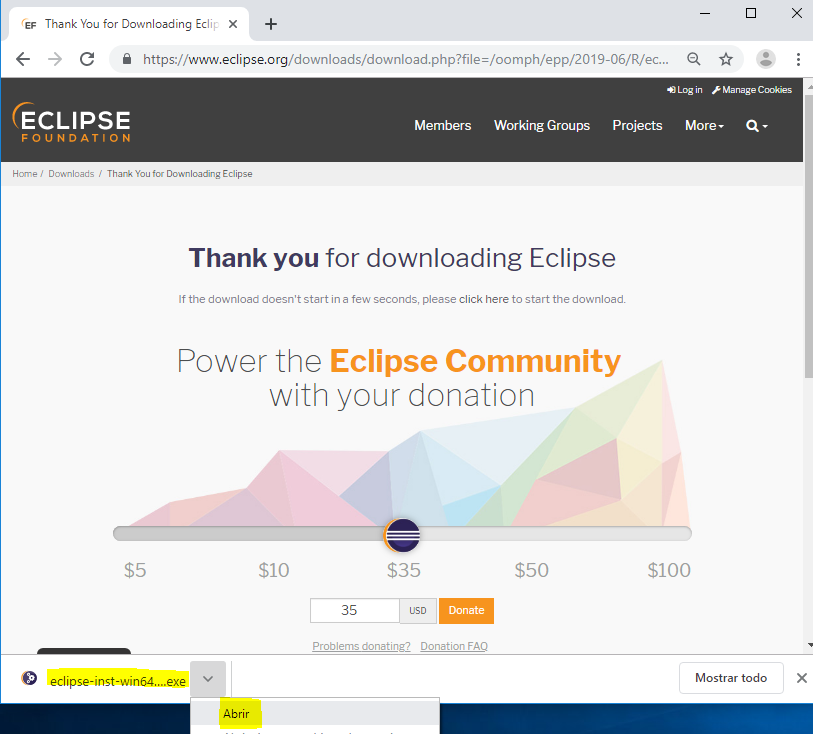 EF Thank You for Downloading Eclip
https://www.eclipse.org/downloads/download.php?file=/oomph/epp/2019-06/R/ec...
Log in Manage Cookies
ECLIPSE
FOUNDATION
Members Working Groups Projects More
Home / Downloads / Thank You for Downloading Eclipse
Thank you for downloading Eclipse
If the download doesn't start in a few seconds, please click here to start the download.
Power the Eclipse Community
with your donation
$5 $10 $35 $50 $100
35 USD Donate
Problems donating? Donation FAQ
eclipse-inst-win64....exe
Mostrar todo
Abrir